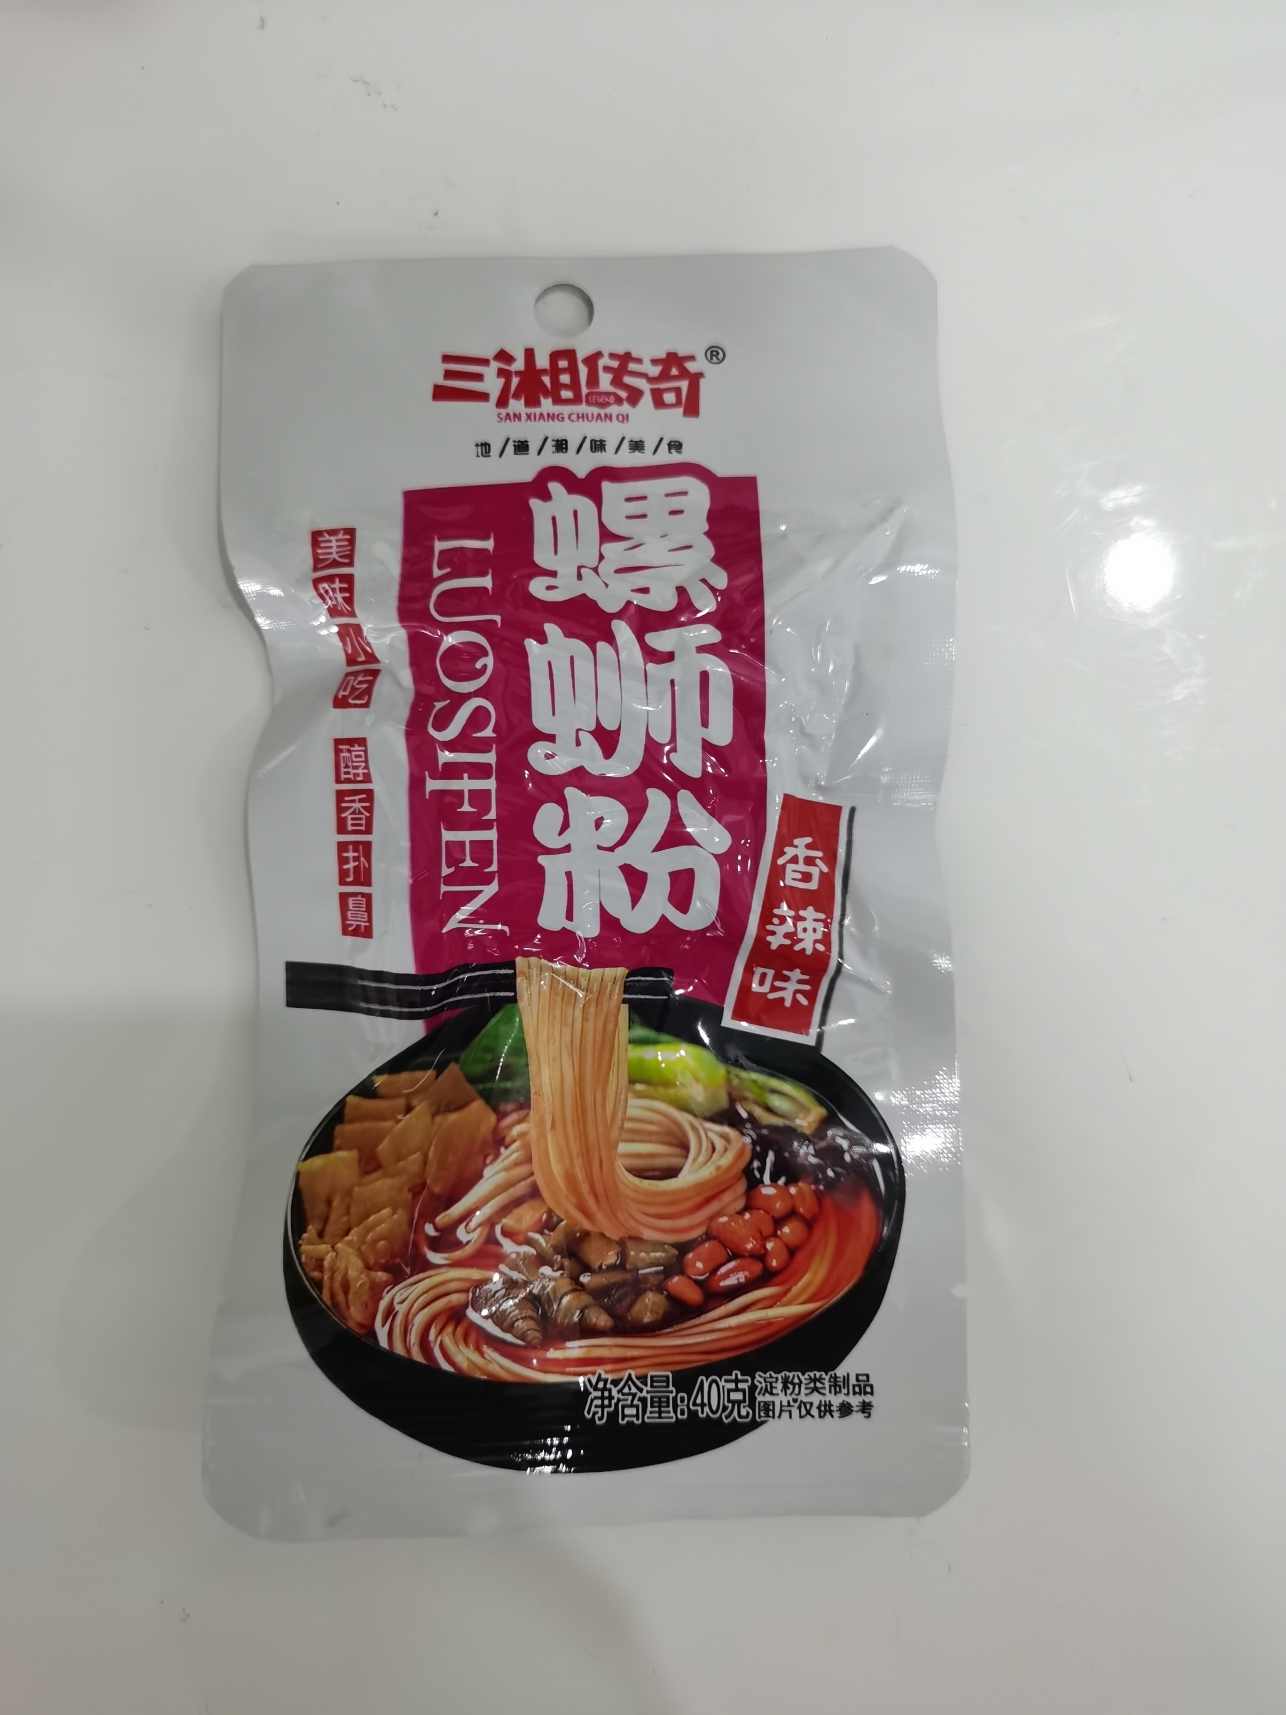 三湘传奇®
SAN XIANG CHUAN QI
地/道/湘/味/美/食
螺蛳粉
LUOSIFEN
美味小吃
醇香扑鼻
香辣味
净含量:40克
淀粉类制品
图片仅供参考